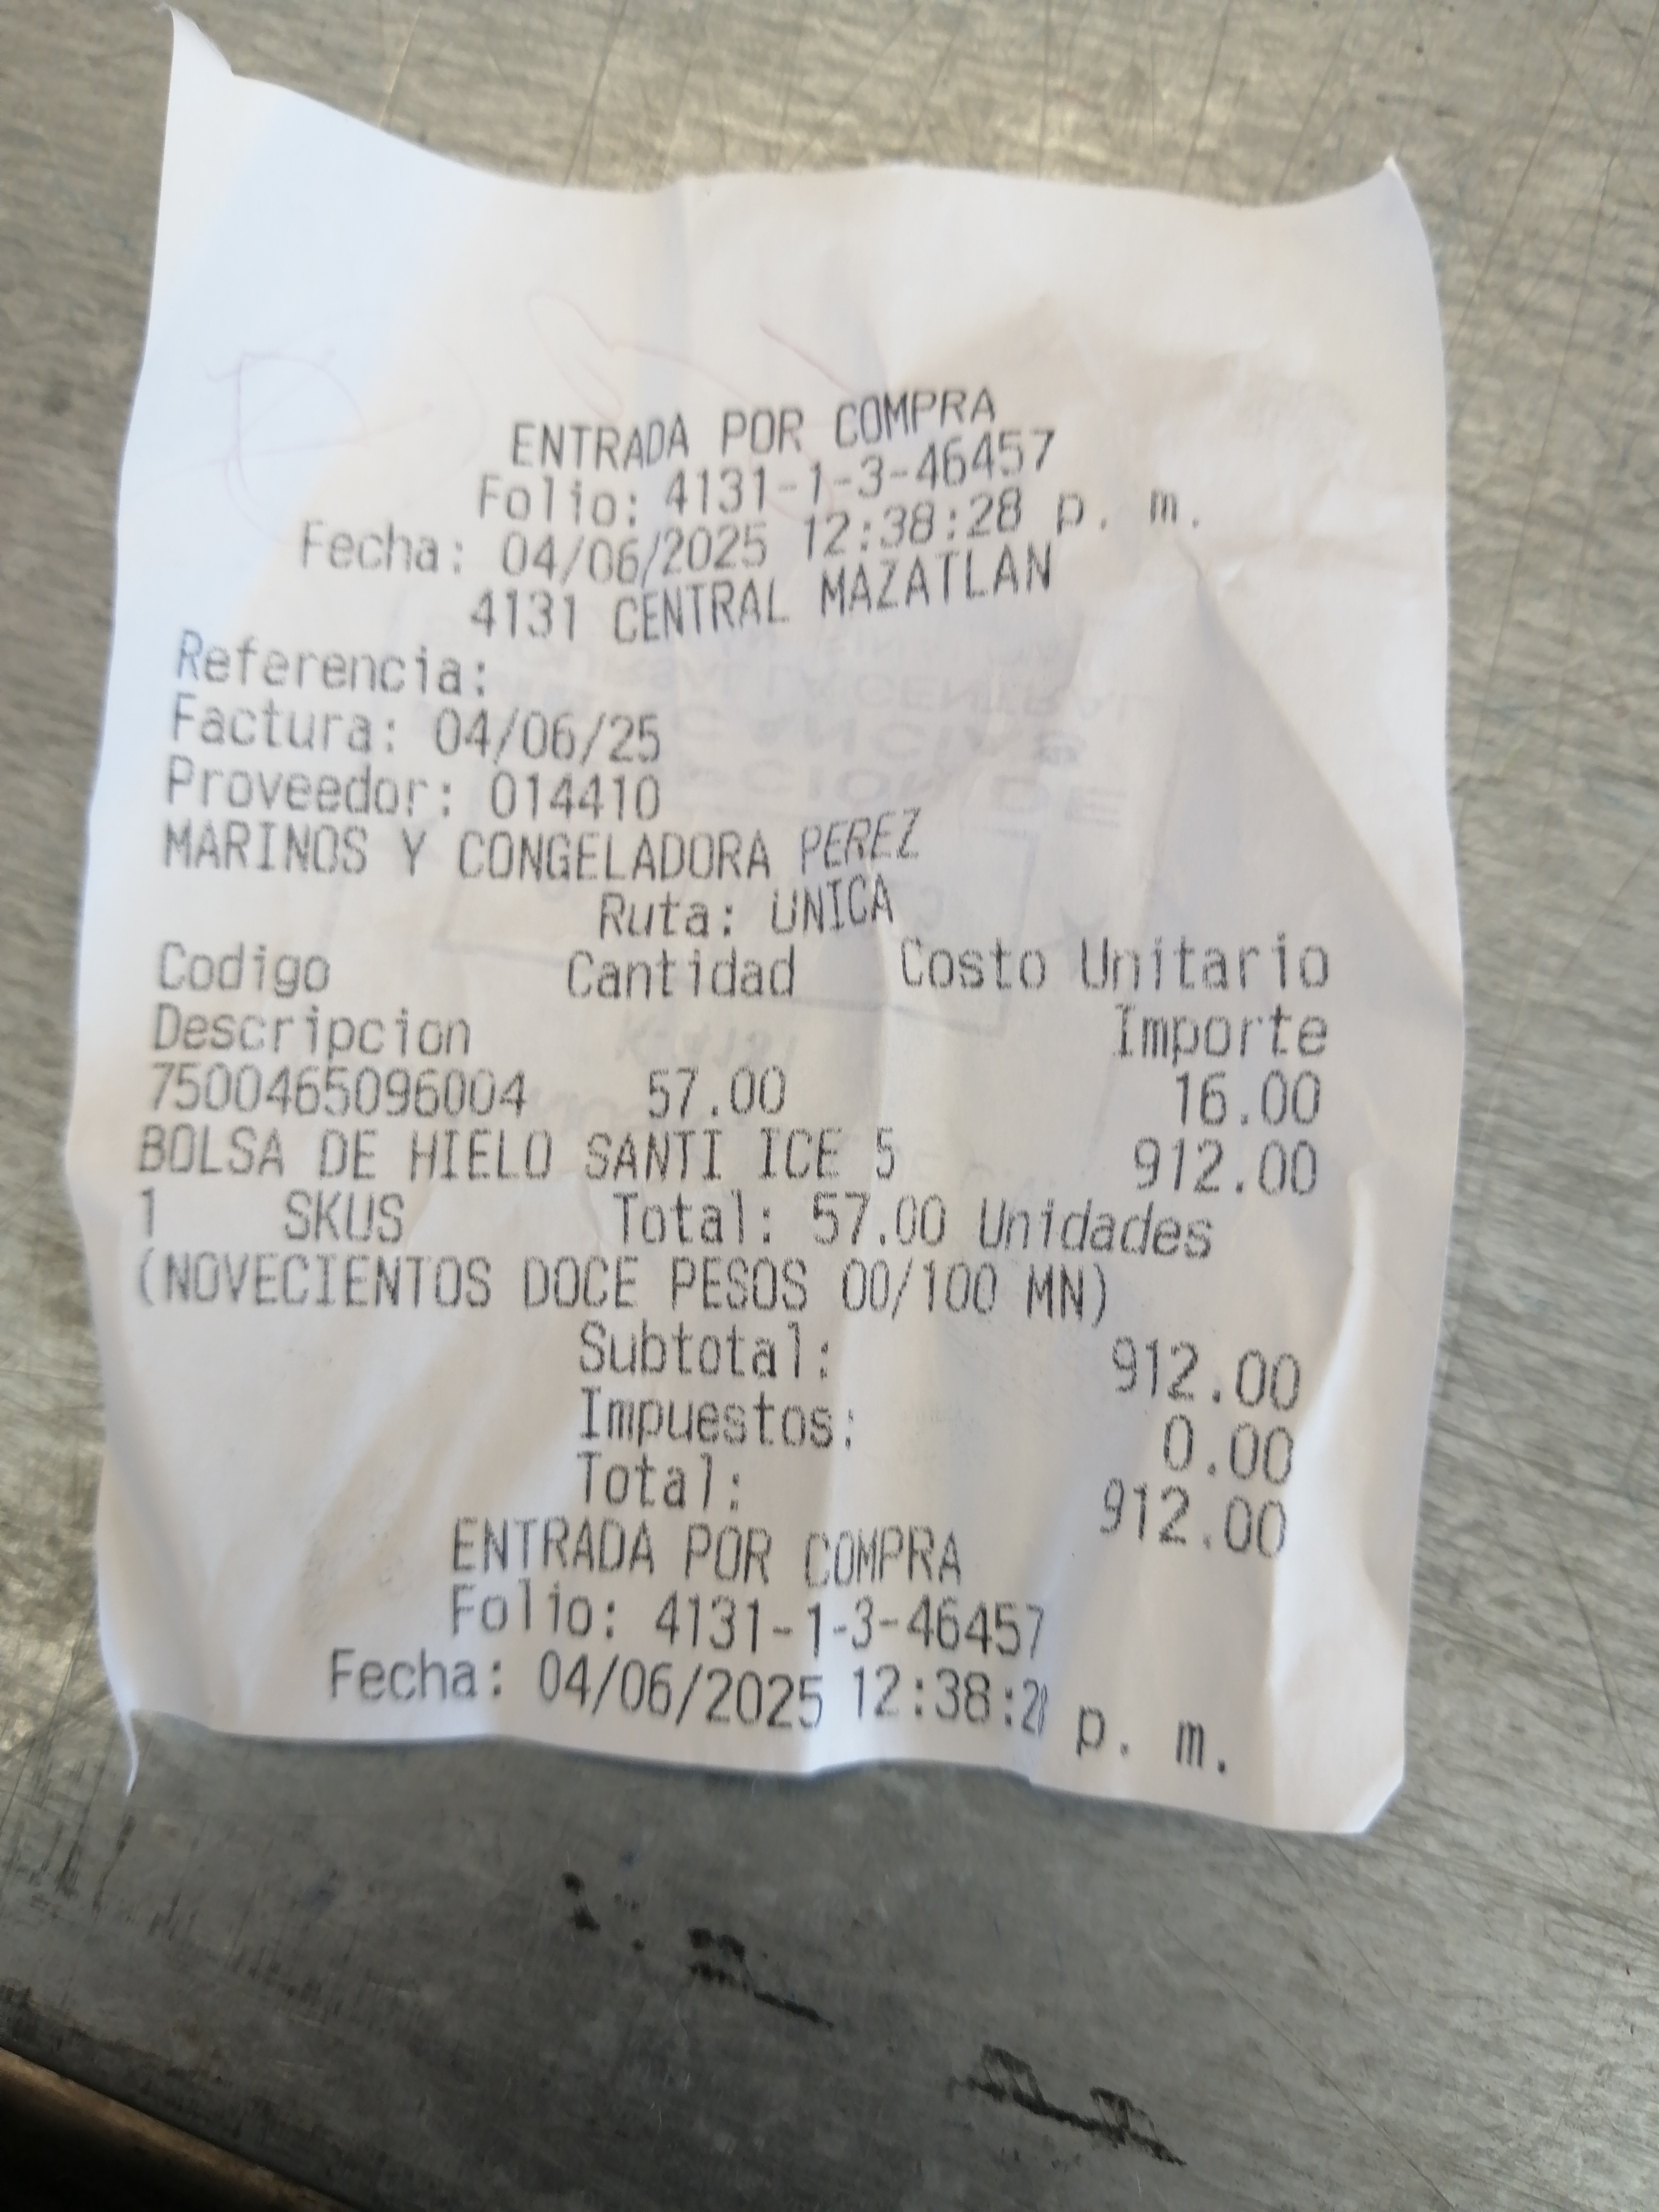 ENTRADA POR COMPRA
Folio: 4131-1-3-46457
Fecha: 04/06/2025 12:38:28 p. m.
4131 CENTRAL MAZATLAN
Referencia:
Factura: 04/06/25
Proveedor: 014410
MARINOS Y CONGELADORA PEREZ
Ruta: UNICA
Codigo Cantidad Costo Unitario
Descripcion Importe
7500465096004 57.00 16.00
BOLSA DE HIELO SANTI ICE 5 912.00
1 SKUS Total: 57.00 Unidades
(NOVECIENTOS DOCE PESOS 00/100 MN)
Subtotal: 912.00
Impuestos: 0.00
Total: 912.00
ENTRADA POR COMPRA
Folio: 4131-1-3-46457
Fecha: 04/06/2025 12:38:28 p. m.